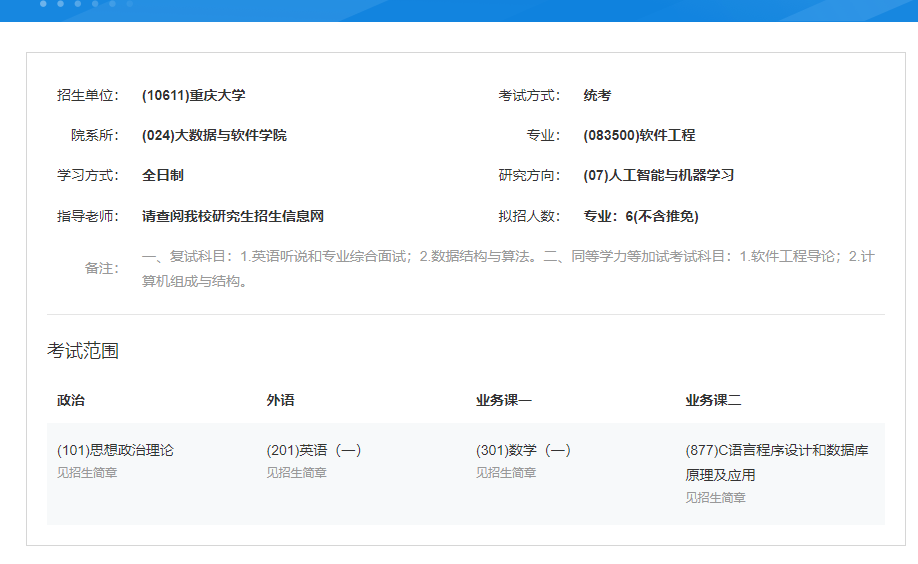 招生单位： (10611)重庆大学 考试方式： 统考
院系所： (024)大数据与软件学院 专业： (083500)软件工程
学习方式： 全日制 研究方向： (07)人工智能与机器学习
指导老师： 请查阅我校研究生招生信息网 拟招人数： 专业：6(不含推免)
备注： 一、复试科目：1.英语听说和专业综合面试；2.数据结构与算法。二、同等学力等加试考试科目：1.软件工程导论；2.计
算机组成与结构。
考试范围
政治 外语 业务课一 业务课二
(101)思想政治理论 (201)英语（一） (301)数学（一） (877)C语言程序设计和数据库
原理及应用
见招生简章 见招生简章 见招生简章 见招生简章